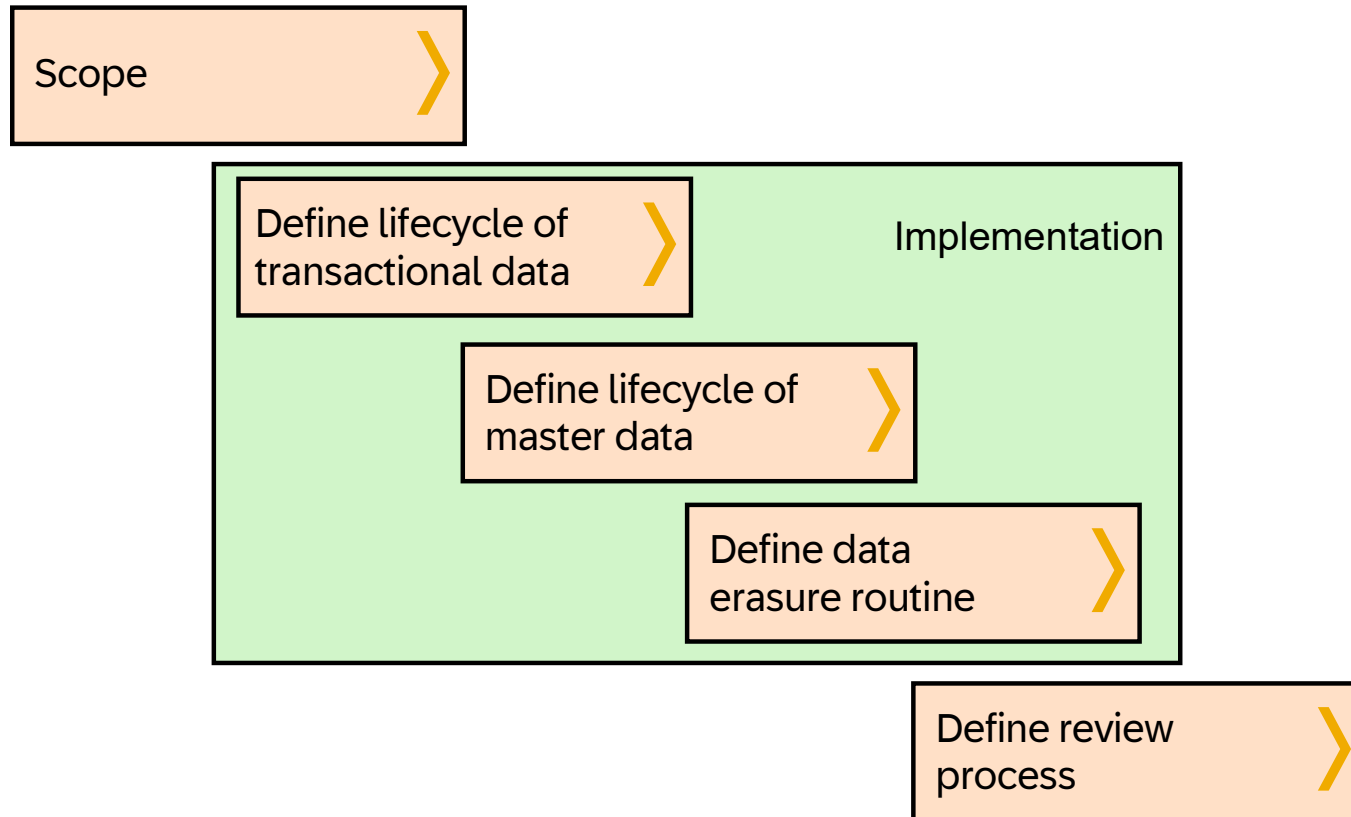 Scope
Define lifecycle of
transactional data
Implementation
Define lifecycle of
master data
Define data
erasure routine
Define review
process